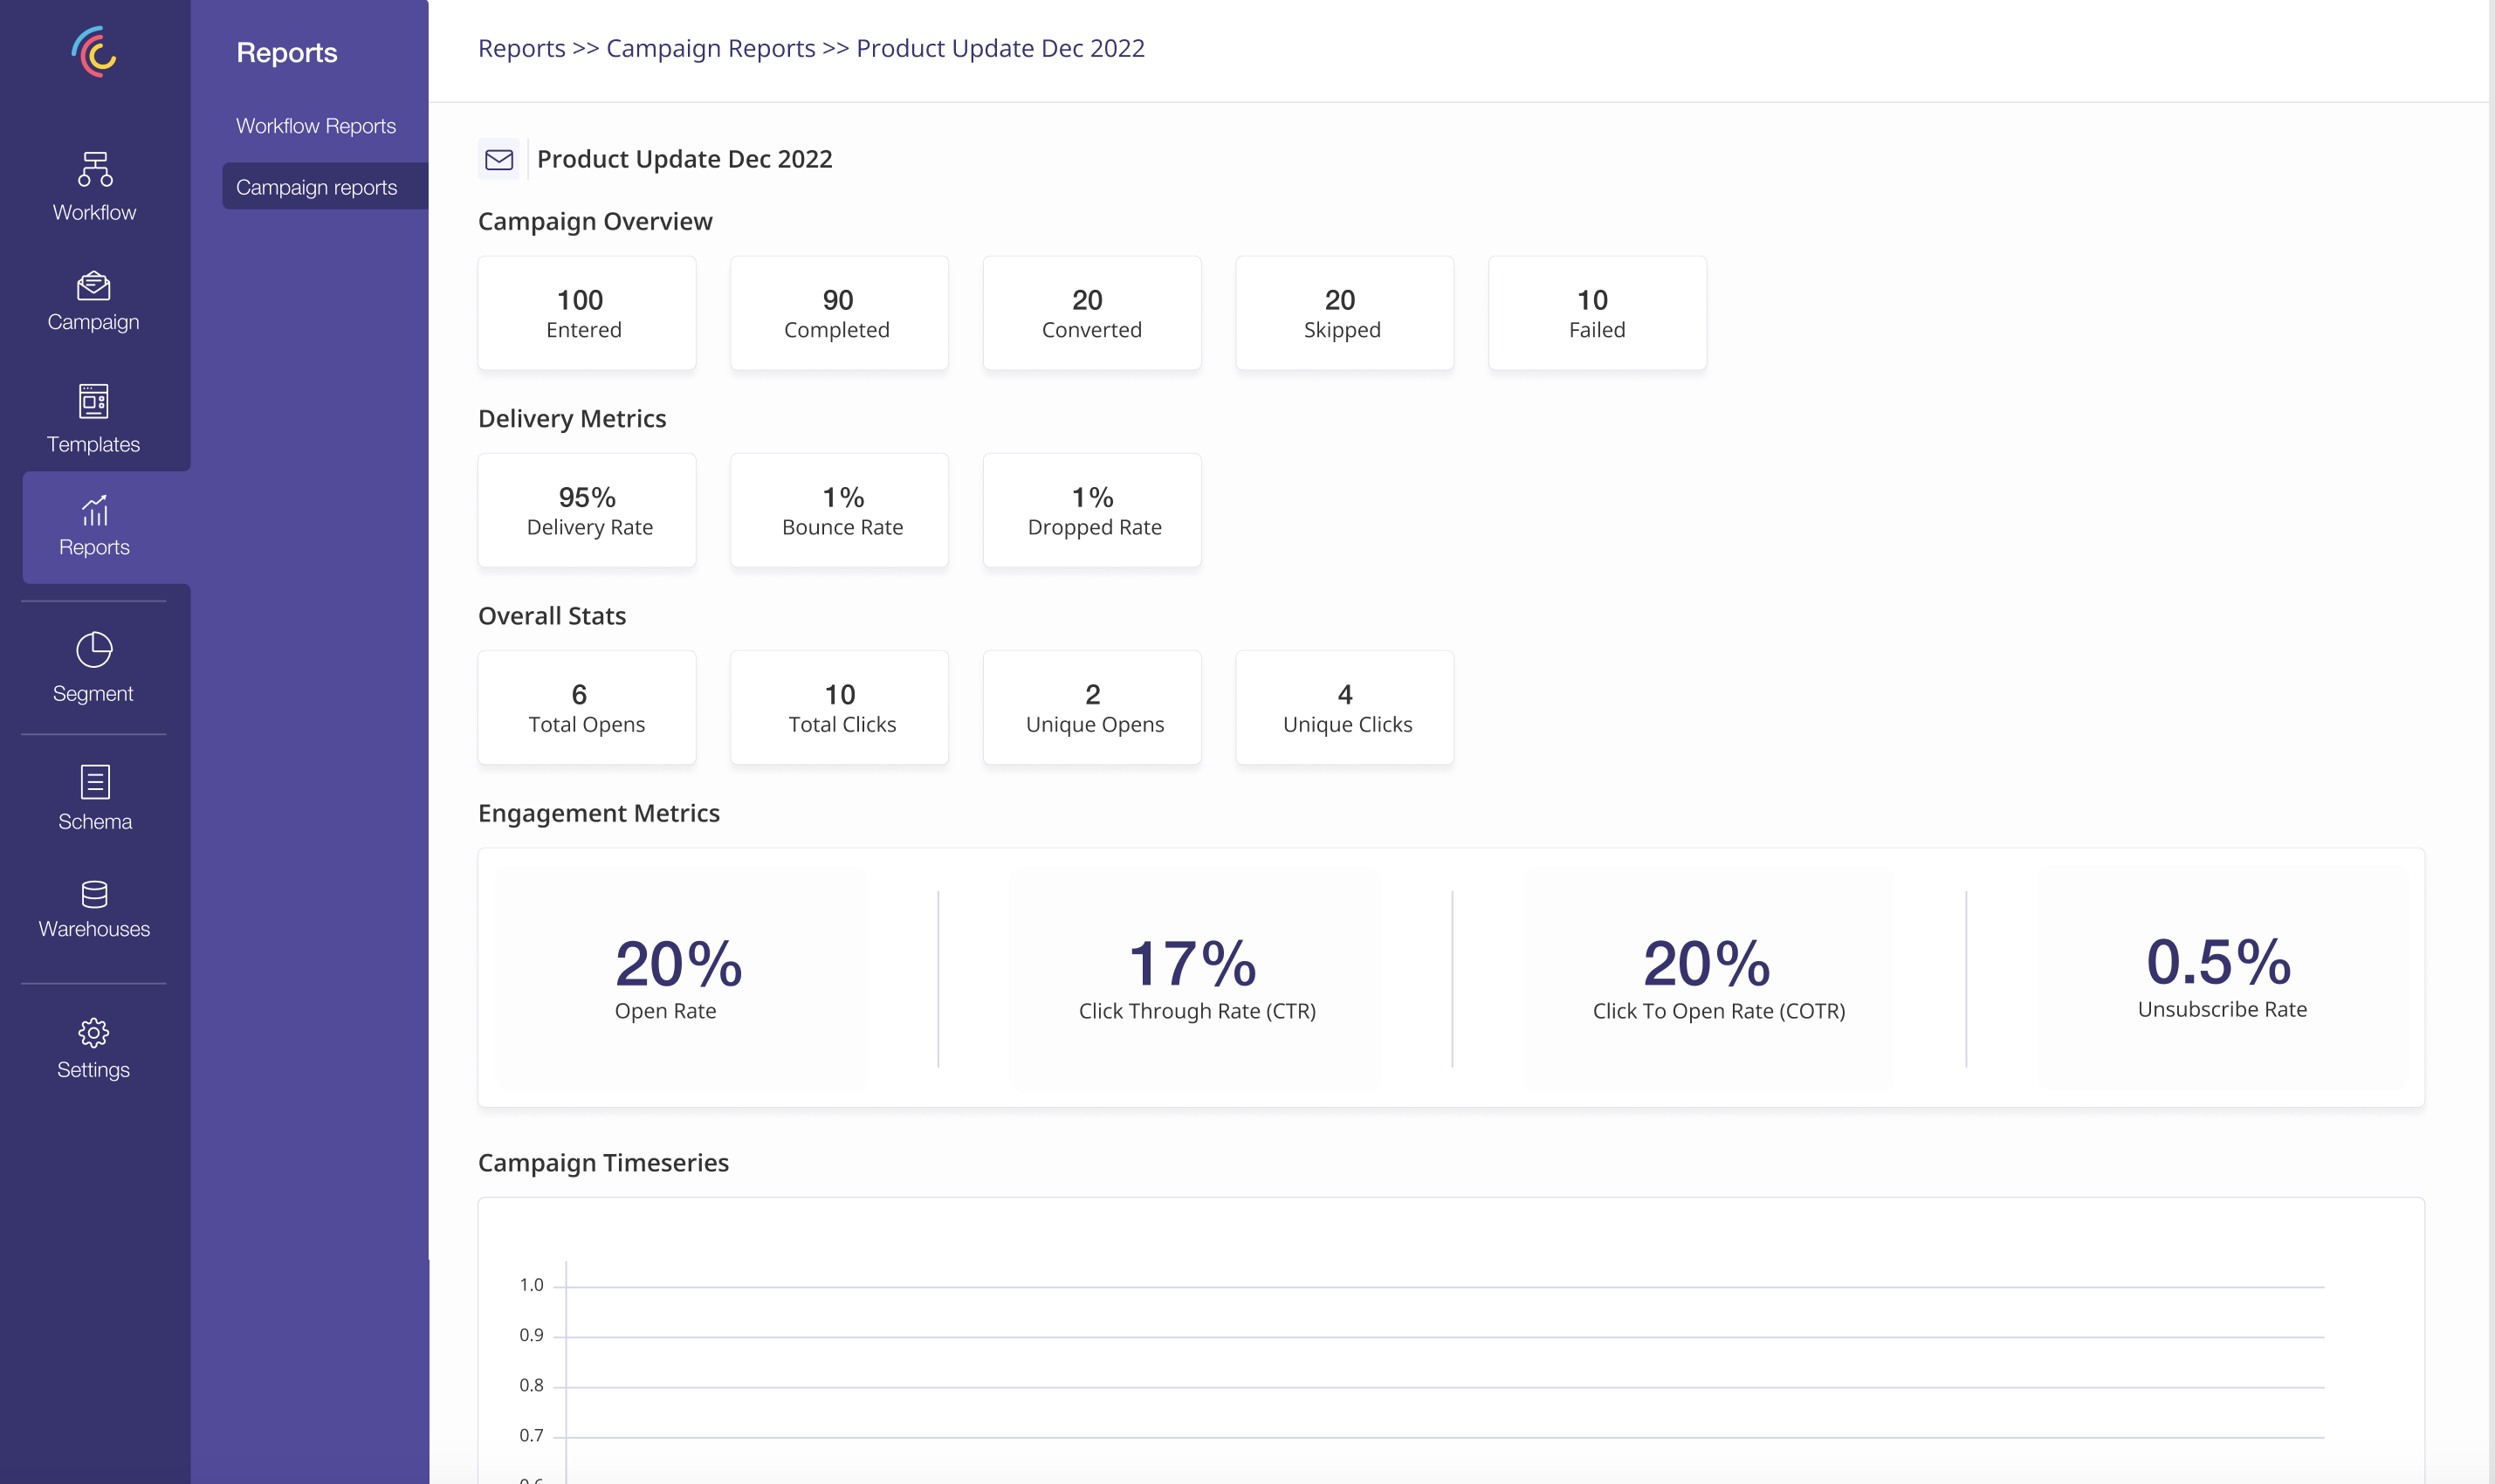 Reports
Workflow Reports
Campaign reports
Workflow
Campaign
Templates
Reports
Segment
Schema
Warehouses
Settings
Reports >> Campaign Reports >> Product Update Dec 2022
Product Update Dec 2022
Campaign Overview
100
Entered
90
Completed
20
Converted
20
Skipped
10
Failed
Delivery Metrics
95%
Delivery Rate
1%
Bounce Rate
1%
Dropped Rate
Overall Stats
6
Total Opens
10
Total Clicks
2
Unique Opens
4
Unique Clicks
Engagement Metrics
20%
Open Rate
17%
Click Through Rate (CTR)
20%
Click To Open Rate (COTR)
0.5%
Unsubscribe Rate
Campaign Timeseries
1.0
0.9
0.8
0.7